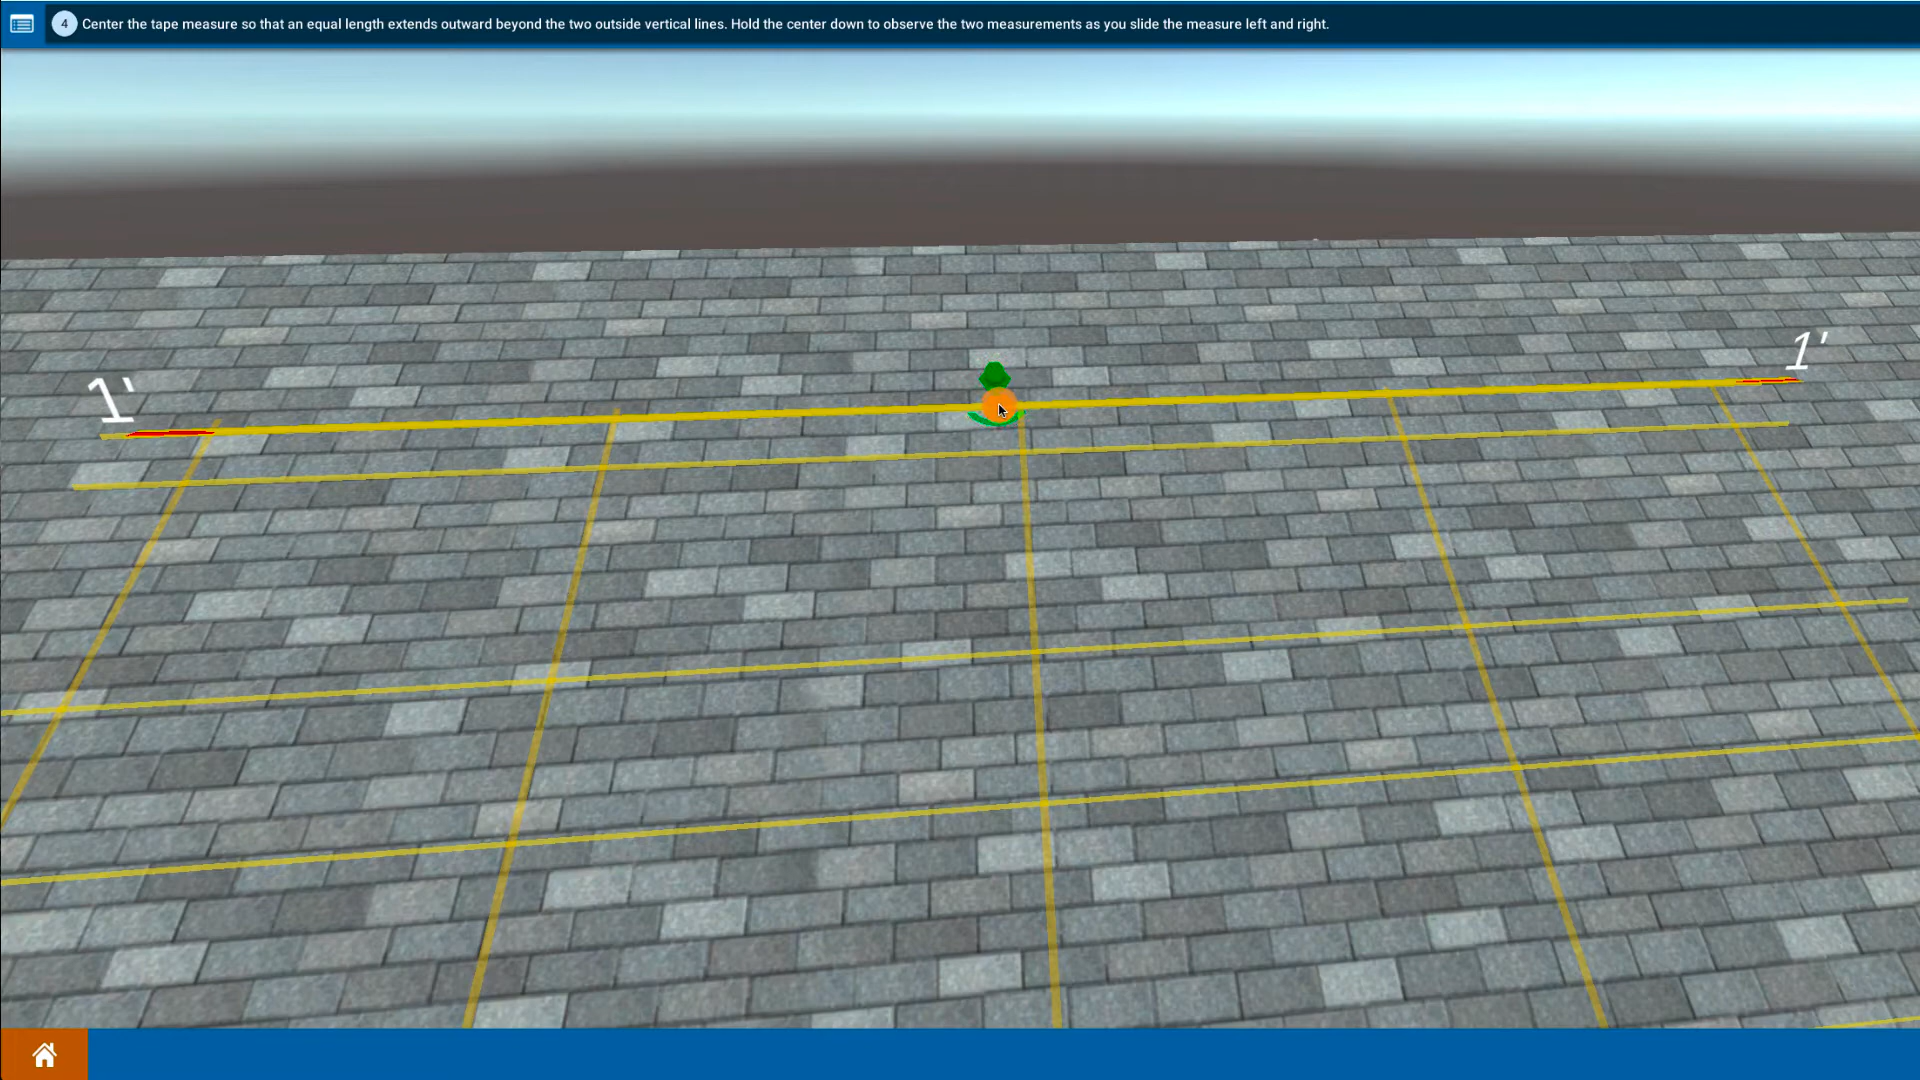 4 Center the tape measure so that an equal length extends outward beyond the two outside vertical lines. Hold the center down to observe the two measurements as you slide the measure left and right.
1'
1'